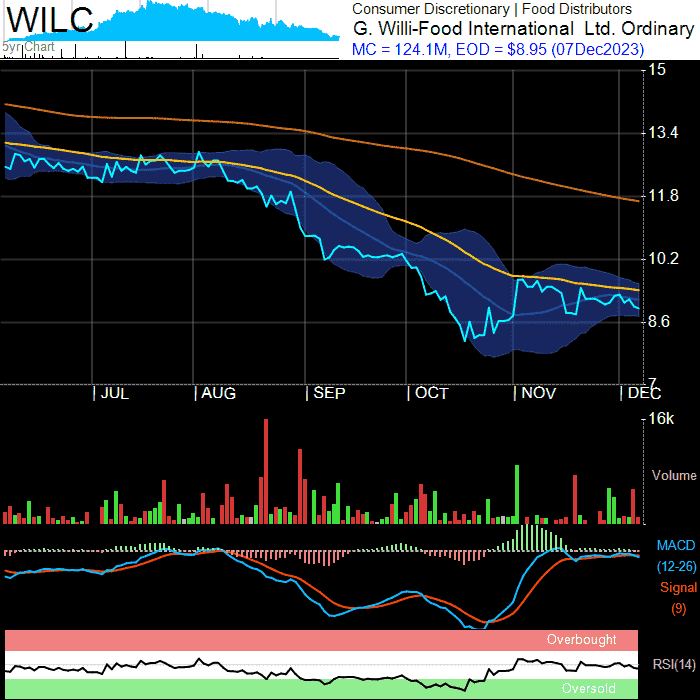 WILC
5yr Chart
Consumer Discretionary | Food Distributors
G. Willi-Food International Ltd. Ordinary
MC = 124.1M, EOD = $8.95 (07Dec2023)
15
13.4
11.8
10.2
8.6
7
JUL
AUG
SEP
OCT
NOV
DEC
16k
Volume
MACD
(12-26)
Signal
(9)
Overbought
RSI(14)
Oversold